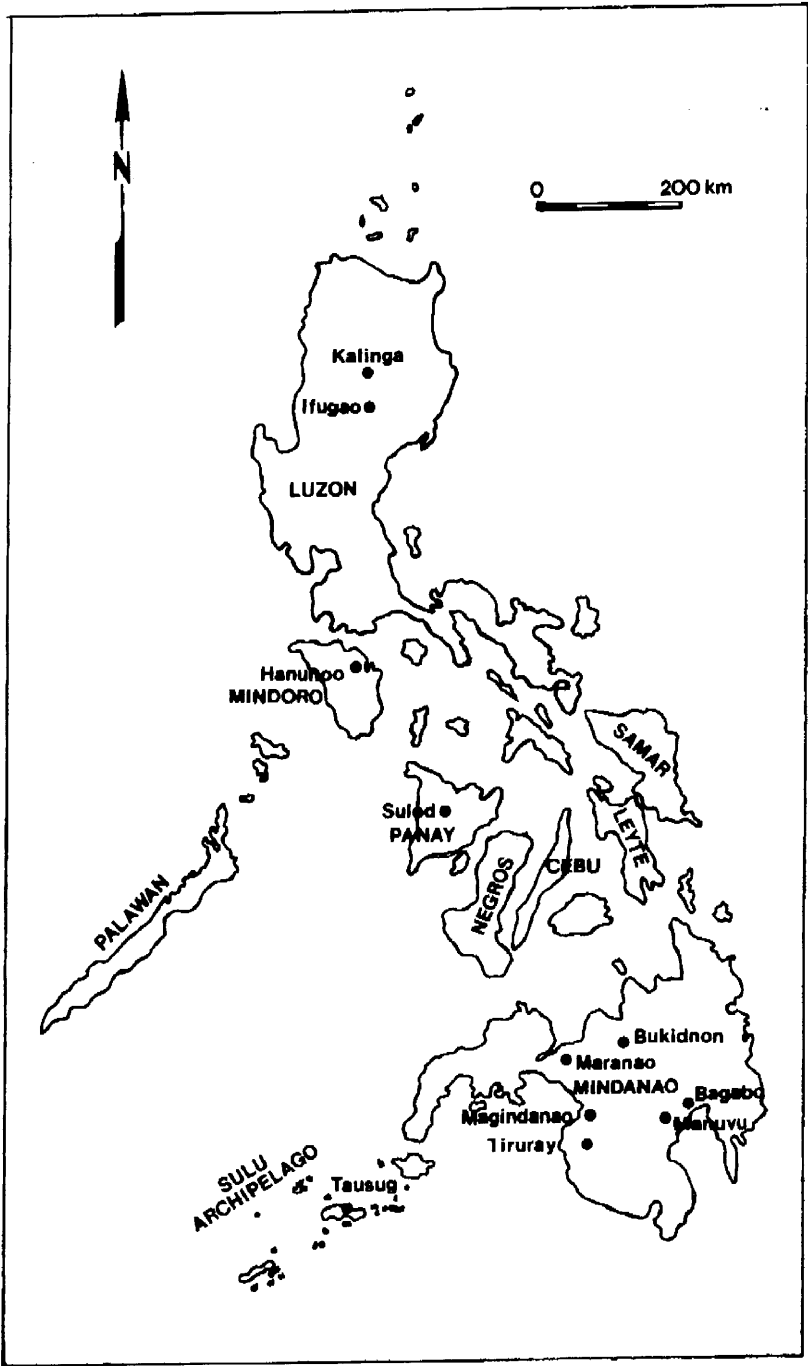 N
0 200 km
Kalinga
Ifugao
LUZON
Hanunoo
MINDORO
SAMAR
Sulod
PANAY
LEYTE
CEBU
NEGROS
PALAWAN
Bukidnon
Maranao
MINDANAO
Bagabo
Magindanao
Manuvu
Tiruray
SULU
ARCHIPELAGO
Tausug